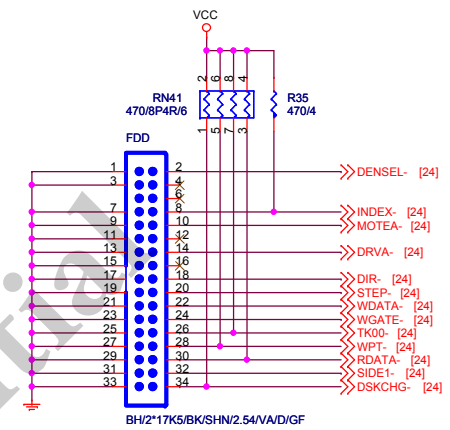 VCC
2 6 8 4
RN41
470/8P4R/6
R35
470/4
1 5 7 3
FDD
1 2 DENSEL- [24]
3 4
6
7 8 INDEX- [24]
9 10 MOTEA- [24]
11 12
13 14 DRVA- [24]
15 16
17 18 DIR- [24]
19 20 STEP- [24]
21 22 WDATA- [24]
23 24 WGATE- [24]
25 26 TK00- [24]
27 28 WPT- [24]
29 30 RDATA- [24]
31 32 SIDE1- [24]
33 34 DSKCHG- [24]
BH/2*17K5/BK/SHN/2.54/VA/D/GF
tial